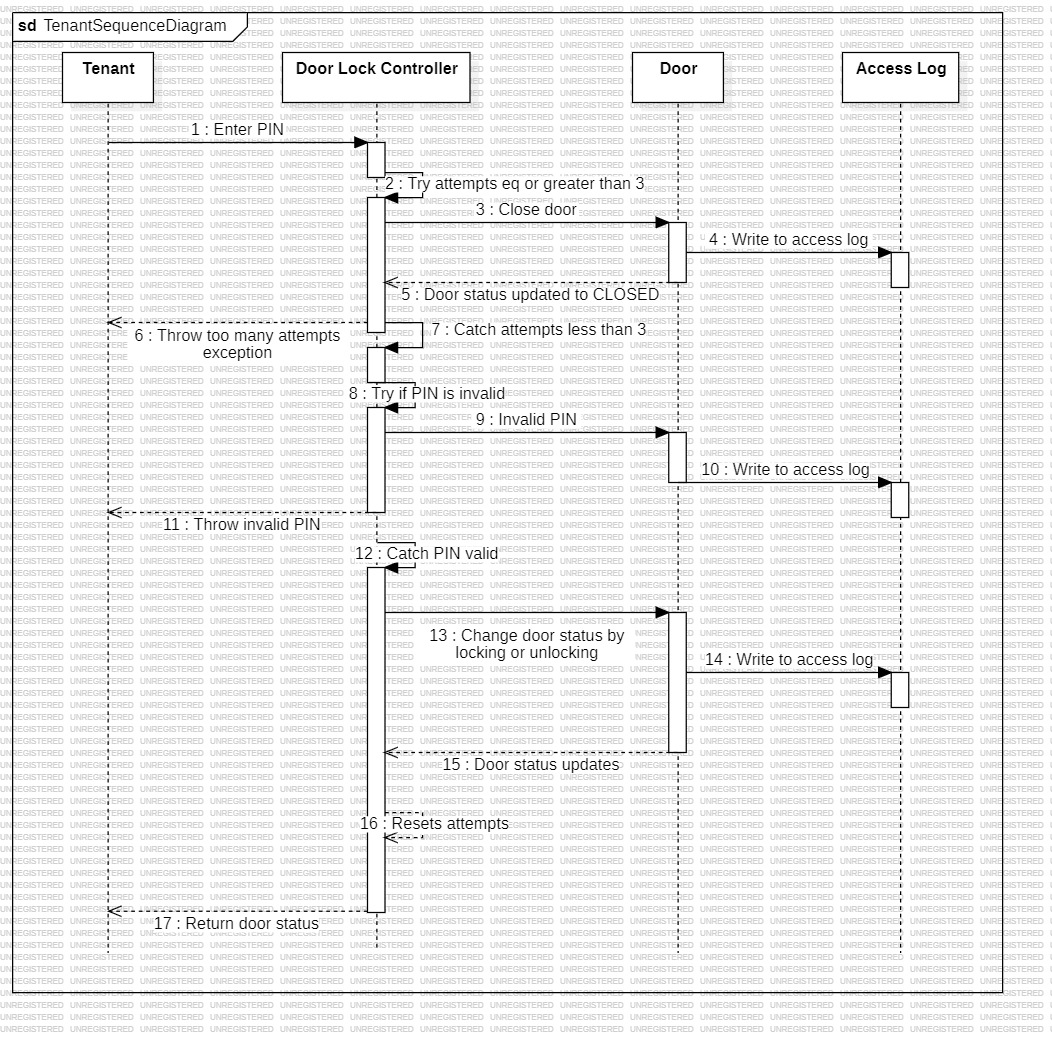 sd TenantSequenceDiagram
Tenant
Door Lock Controller
Door
Access Log
1 : Enter PIN
2 : Try attempts eq or greater than 3
3 : Close door
4 : Write to access log
5 : Door status updated to CLOSED
6 : Throw too many attempts
exception
7 : Catch attempts less than 3
8 : Try if PIN is invalid
9 : Invalid PIN
10 : Write to access log
11 : Throw invalid PIN
12 : Catch PIN valid
13 : Change door status by
locking or unlocking
14 : Write to access log
15 : Door status updates
16 : Resets attempts
17 : Return door status
UNREGISTERED